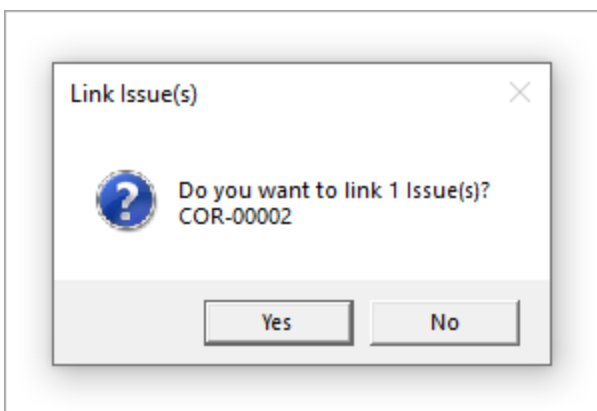 Link Issue(s)
Do you want to link 1 Issue(s)?
COR-00002
Yes
No